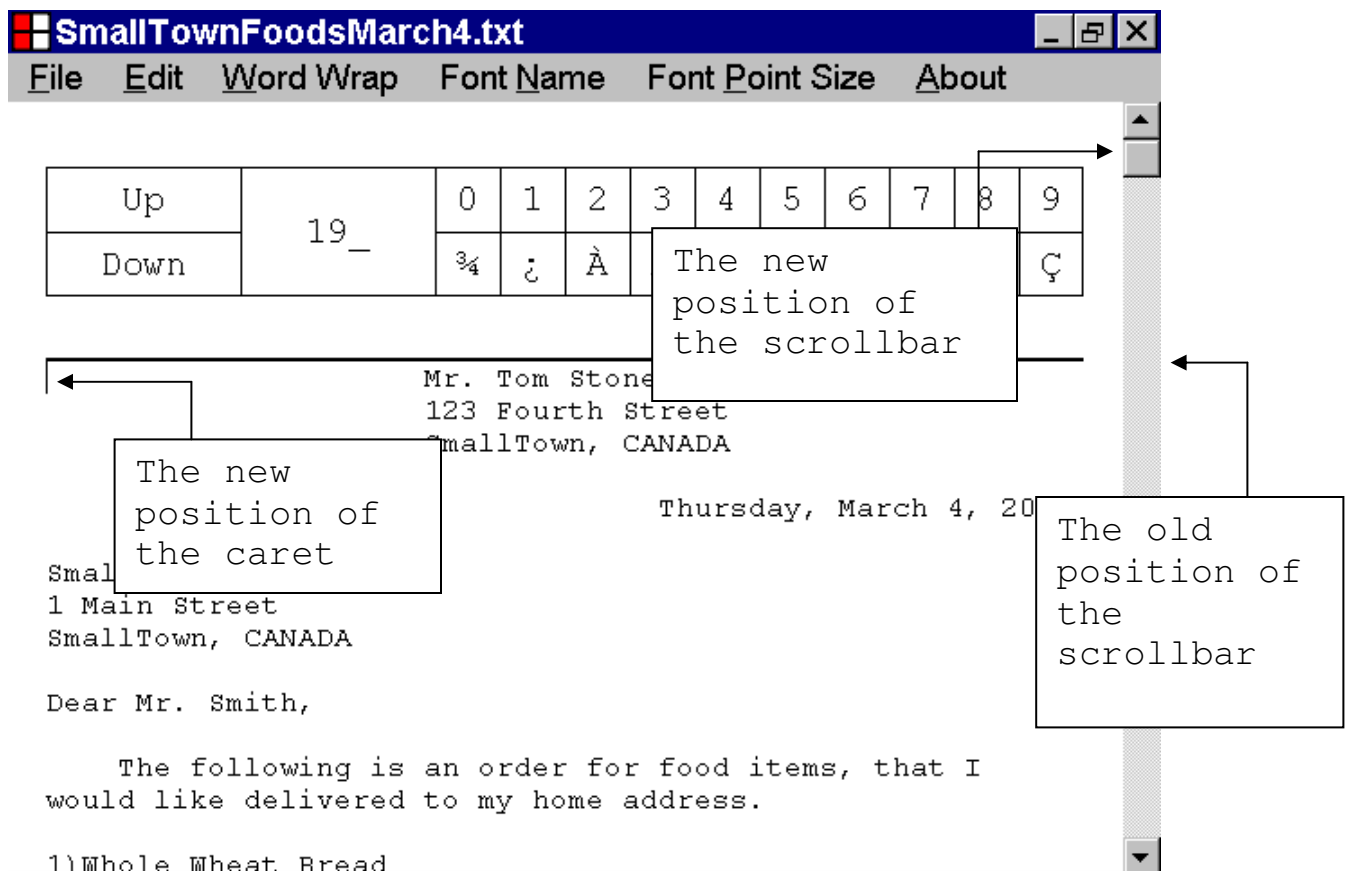 SmallTownFoodsMarch4.txt
File Edit Word Wrap Font Name Font Point Size About
Up 19_ 0 1 2 3 4 5 6 7 8 9
Down ¾ ¿ À Ç
The new
position of
the scrollbar
Mr. Tom Stone
123 Fourth Street
SmallTown, CANADA
The new
position of
the caret
Thursday, March 4, 20
The old
position of
the
scrollbar
Smal
1 Main Street
SmallTown, CANADA
Dear Mr. Smith,
The following is an order for food items, that I
would like delivered to my home address.
1)Whole Wheat Bread